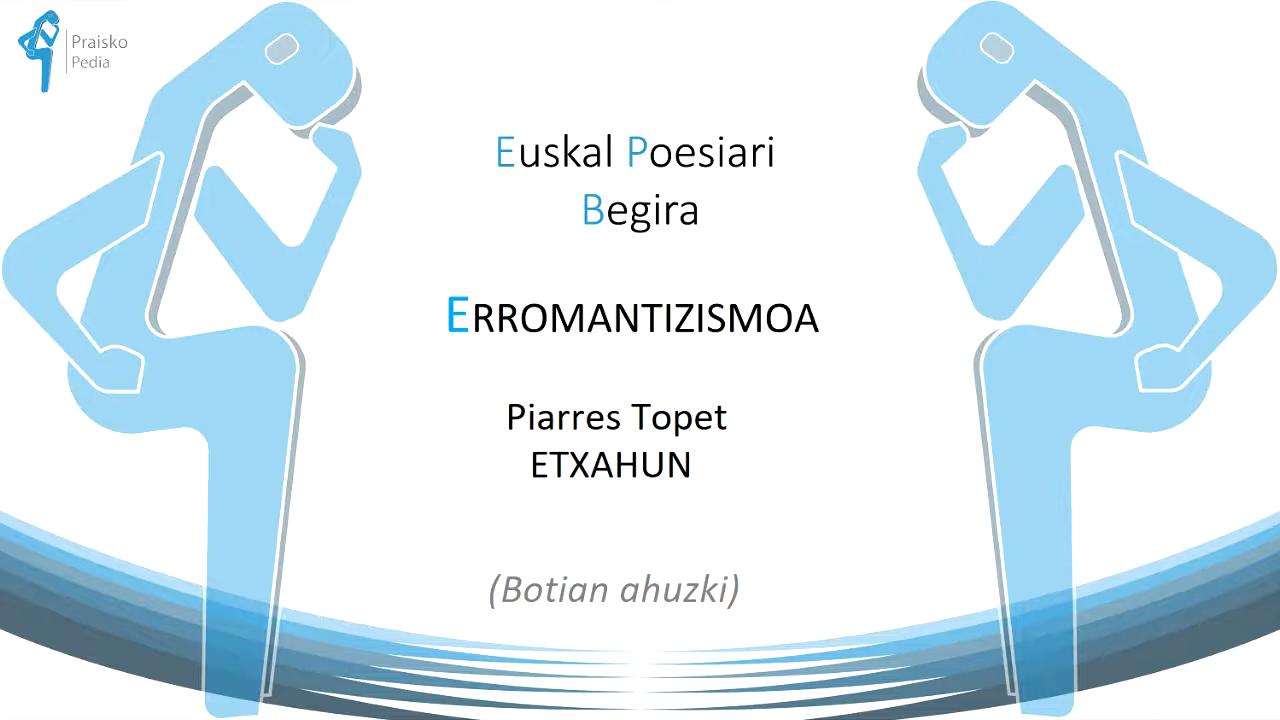 Praisko
Pedia
Euskal Poesiari
Begira
ERROMANTIZISMOA
Piarres Topet
ETXAHUN
(Botian ahuzki)